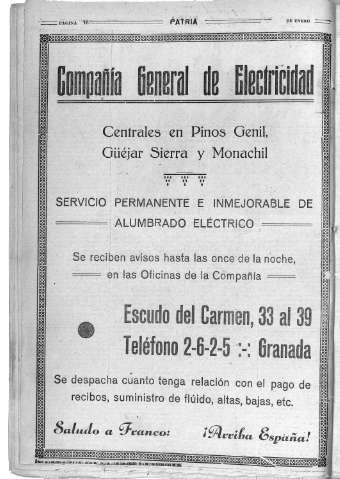 PAGINA
PATRIA
DE ENERO
Compañía General de Electricidad
Centrales en Pinos Genil,
Güéjar Sierra y Monachil
SERVICIO PERMANENTE E INMEJORABLE DE
ALUMBRADO ELÉCTRICO
Se reciben avisos hasta las once de la noche,
en las Oficinas de la Compañía
Escudo del Carmen, 33 al 39
Teléfono 2-6-2-5 :-: Granada
Se despacha cuanto tenga relación con el pago de
recibos, suministro de flúido, altas, bajas, etc.
Saludo a Franco: ¡Arriba España!